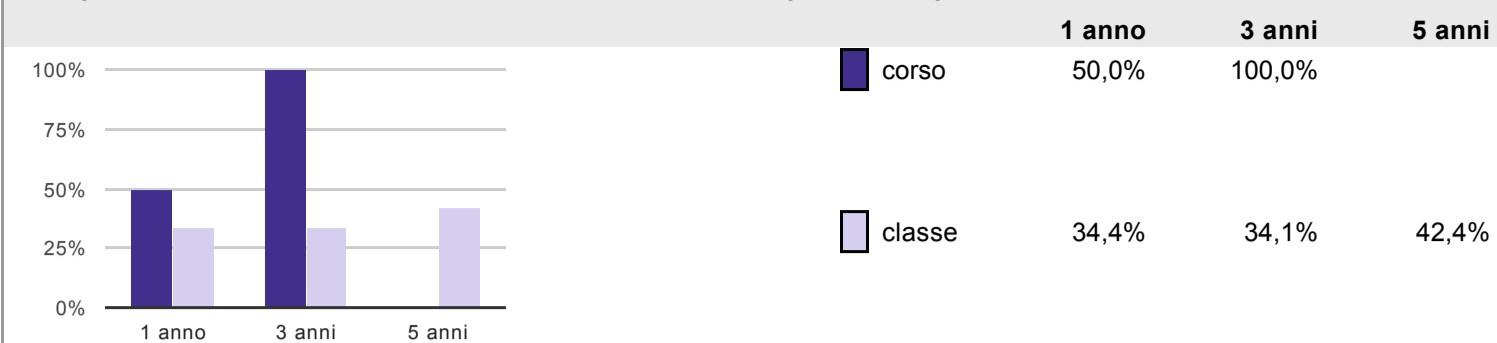 1 anno 3 anni 5 anni
100%
75%
50%
25%
0%
1 anno 3 anni 5 anni
corso 50,0% 100,0%
classe 34,4% 34,1% 42,4%